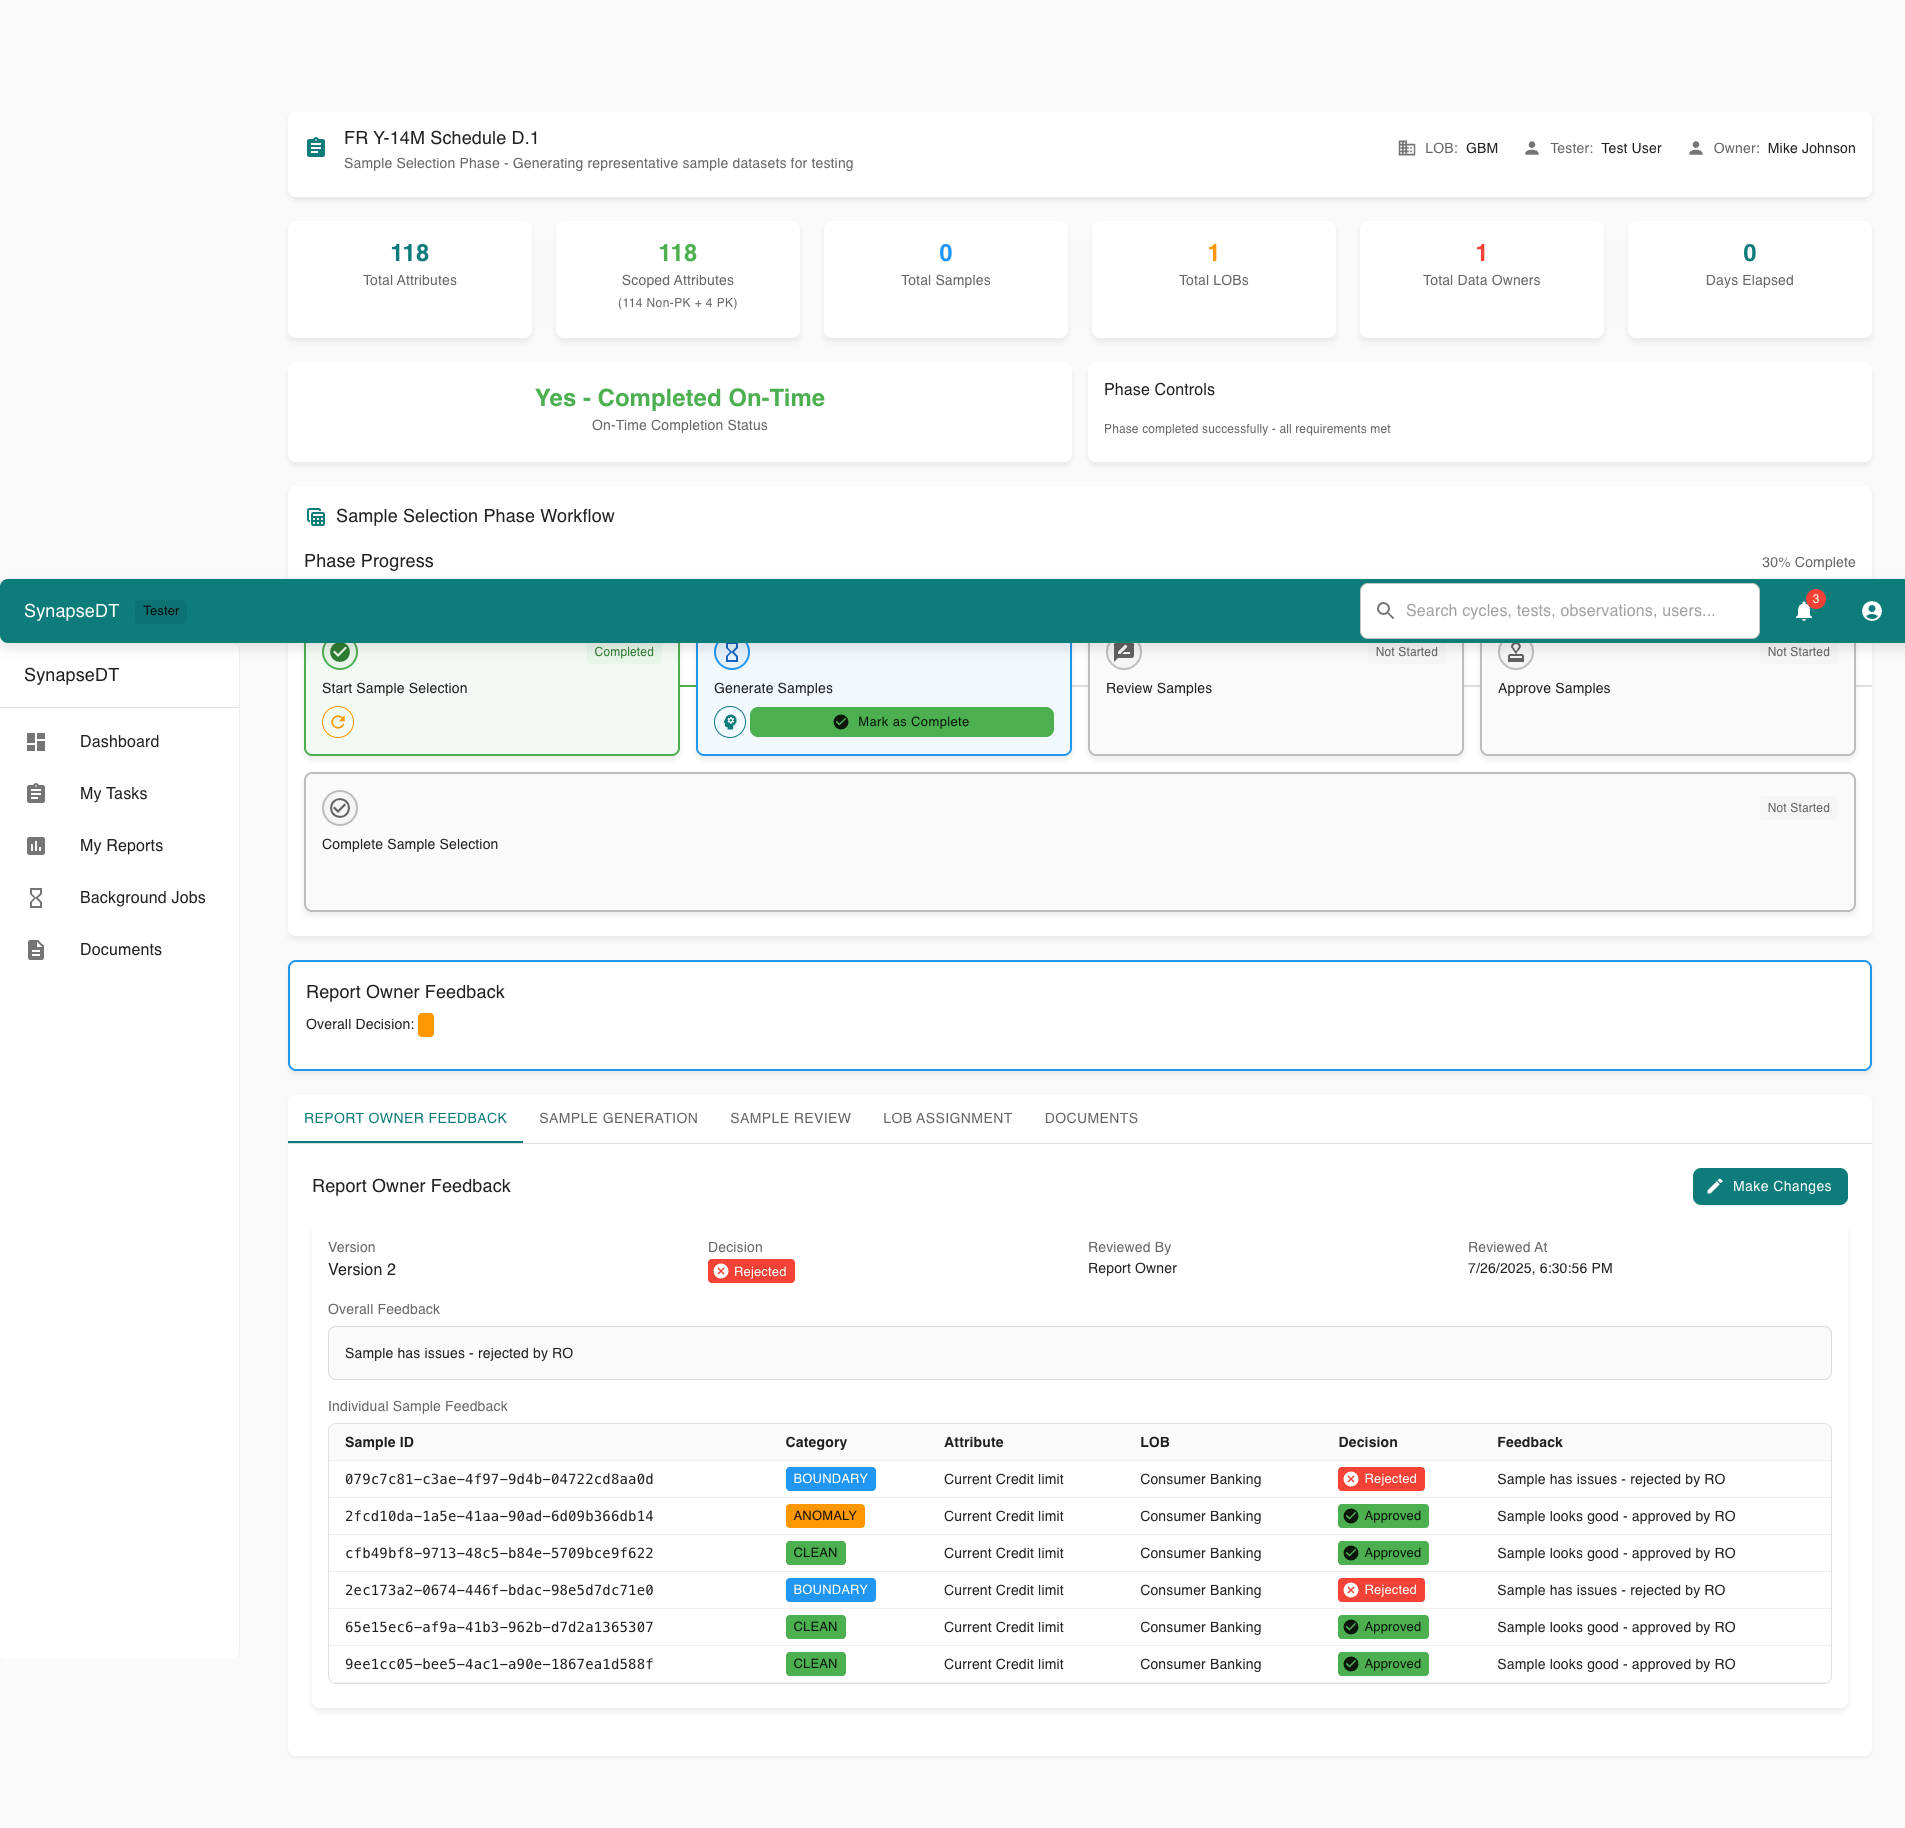 FR Y-14M Schedule D.1
Sample Selection Phase - Generating representative sample datasets for testing
LOB: GBM
Tester: Test User
Owner: Mike Johnson
118
Total Attributes
118
Scoped Attributes
(114 Non-PK + 4 PK)
0
Total Samples
1
Total LOBs
1
Total Data Owners
0
Days Elapsed
Yes - Completed On-Time
On-Time Completion Status
Phase Controls
Phase completed successfully - all requirements met
Sample Selection Phase Workflow
Phase Progress
30% Complete
SynapseDT
Tester
Search cycles, tests, observations, users...
3
SynapseDT
Dashboard
My Tasks
My Reports
Background Jobs
Documents
Completed
Start Sample Selection
Generate Samples
Mark as Complete
Not Started
Review Samples
Not Started
Approve Samples
Not Started
Complete Sample Selection
Report Owner Feedback
Overall Decision:
REPORT OWNER FEEDBACK
SAMPLE GENERATION
SAMPLE REVIEW
LOB ASSIGNMENT
DOCUMENTS
Report Owner Feedback
Make Changes
Version
Version 2
Decision
Rejected
Reviewed By
Report Owner
Reviewed At
7/26/2025, 6:30:56 PM
Overall Feedback
Sample has issues - rejected by RO
Individual Sample Feedback
Sample ID Category Attribute LOB Decision Feedback
079c7c81-c3ae-4f97-9d4b-04722cd8aa0d BOUNDARY Current Credit limit Consumer Banking Rejected Sample has issues - rejected by RO
2fcd10da-1a5e-41aa-90ad-6d09b366db14 ANOMALY Current Credit limit Consumer Banking Approved Sample looks good - approved by RO
cfb49bf8-9713-48c5-b84e-5709bce9f622 CLEAN Current Credit limit Consumer Banking Approved Sample looks good - approved by RO
2ec173a2-0674-446f-bdac-98e5d7dc71e0 BOUNDARY Current Credit limit Consumer Banking Rejected Sample has issues - rejected by RO
65e15ec6-af9a-41b3-962b-d7d2a1365307 CLEAN Current Credit limit Consumer Banking Approved Sample looks good - approved by RO
9ee1cc05-bee5-4ac1-a90e-1867ea1d588f CLEAN Current Credit limit Consumer Banking Approved Sample looks good - approved by RO